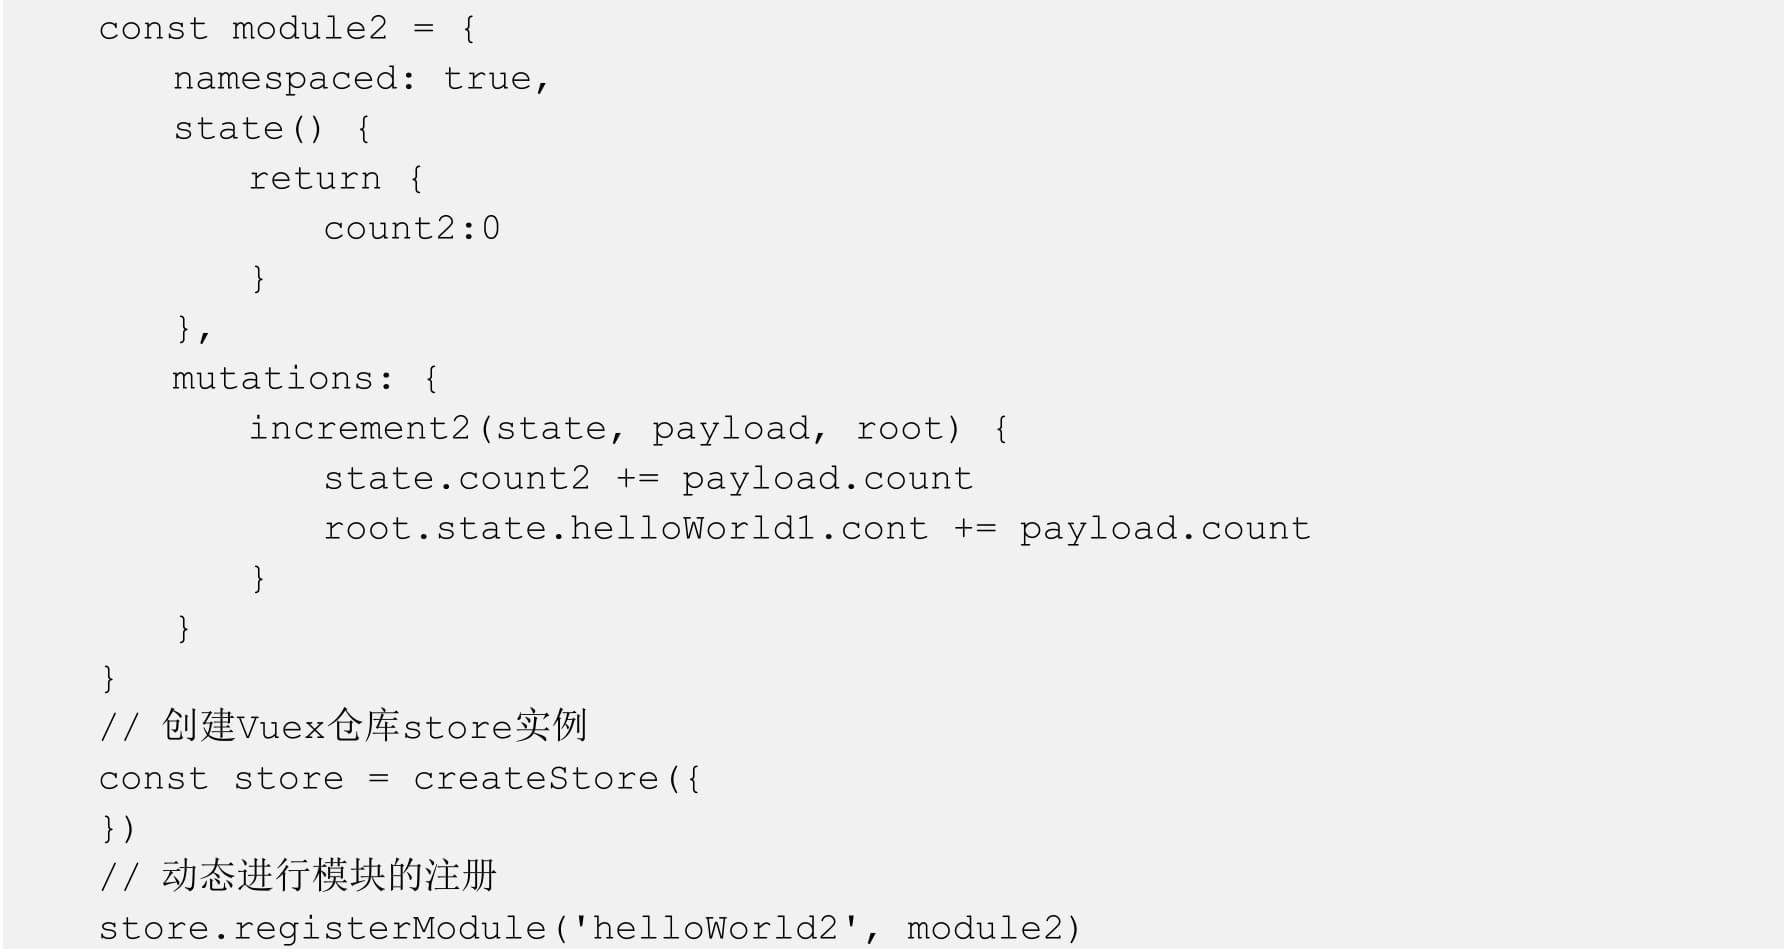 const module2 = {
    namespaced: true,
    state() {
        return {
            count2:0
        }
    },
    mutations: {
        increment2(state, payload, root) {
            state.count2 += payload.count
            root.state.helloWorld1.cont += payload.count
        }
    }
}
// 创建Vuex仓库store实例
const store = createStore({
})
// 动态进行模块的注册
store.registerModule('helloWorld2', module2)